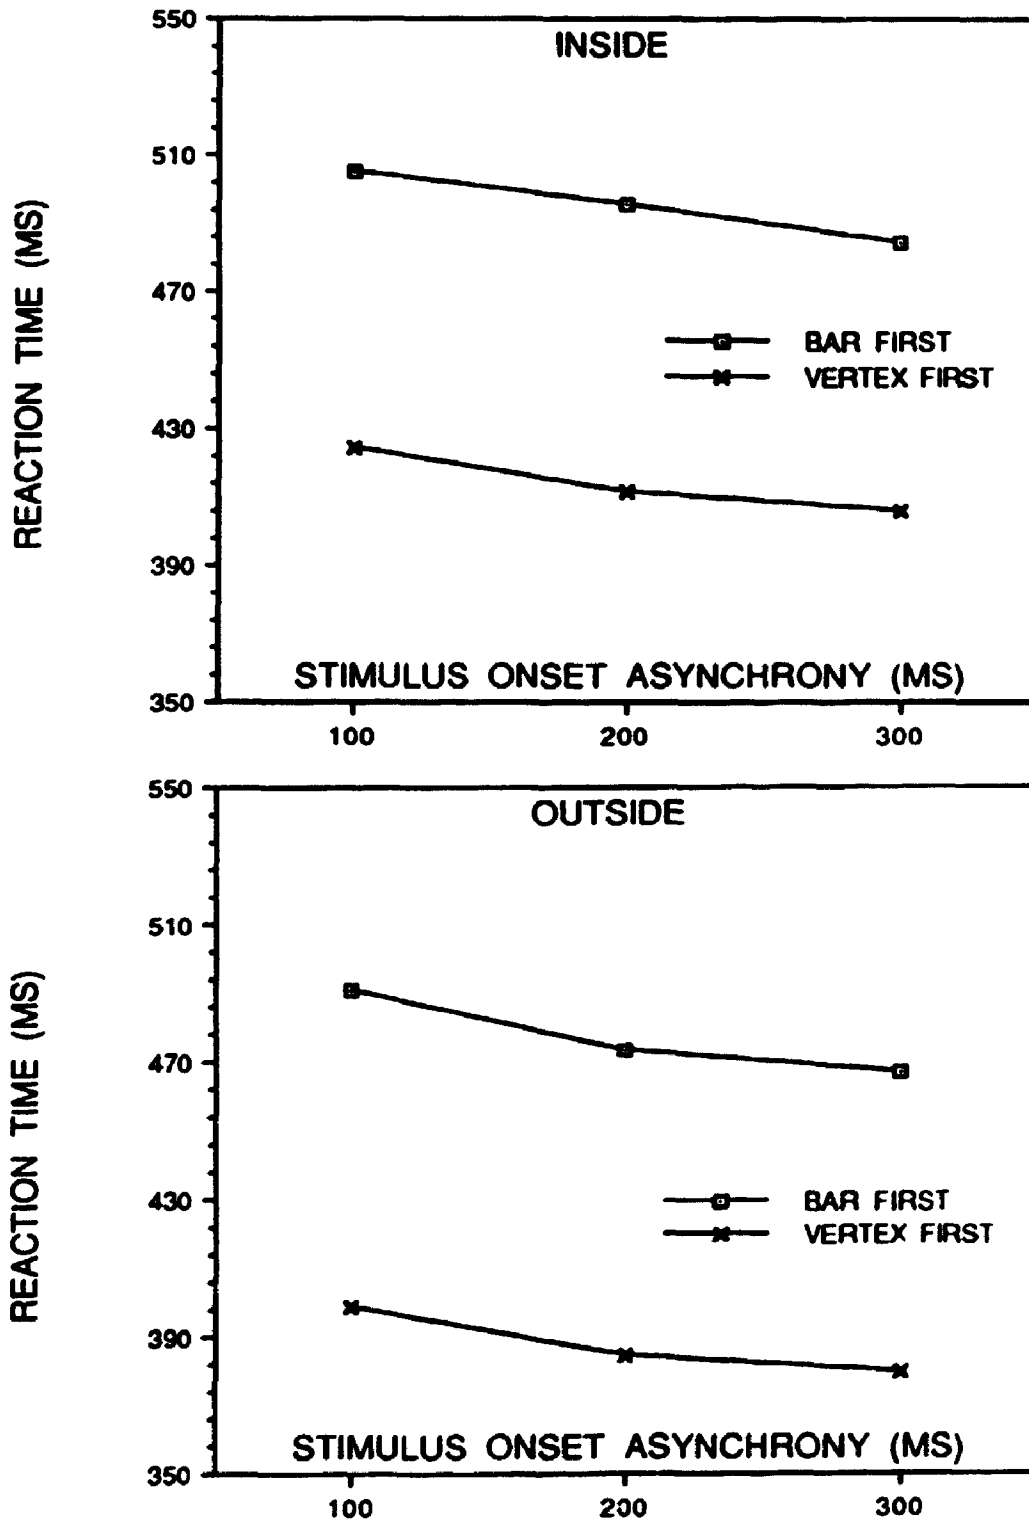 550
INSIDE
510
470
BAR FIRST
VERTEX FIRST
430
390
STIMULUS ONSET ASYNCHRONY (MS)
350
100 200 300
REACTION TIME (MS)
550
OUTSIDE
510
470
430
BAR FIRST
VERTEX FIRST
390
STIMULUS ONSET ASYNCHRONY (MS)
350
100 200 300
REACTION TIME (MS)